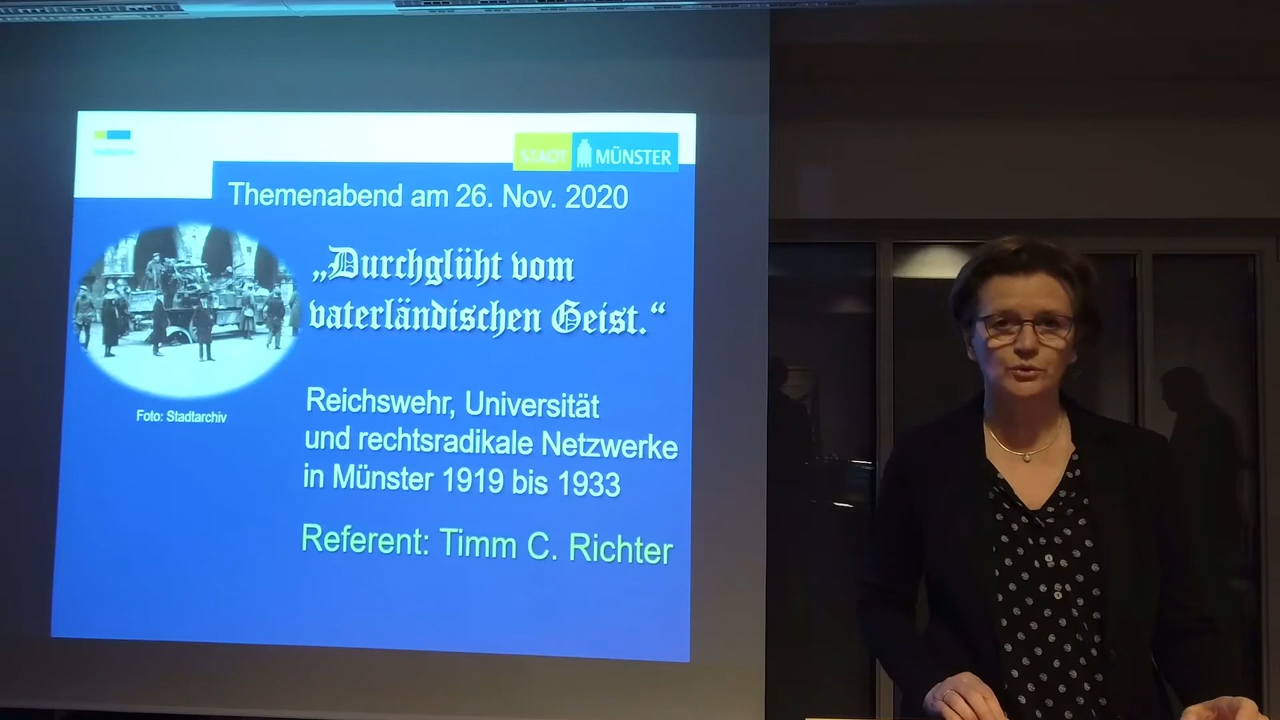 STADT MÜNSTER
Themenabend am 26. Nov. 2020
„Durchglüht vom
vaterländischen Geist.“
Foto: Stadtarchiv
Reichswehr, Universität
und rechtsradikale Netzwerke
in Münster 1919 bis 1933
Referent: Timm C. Richter